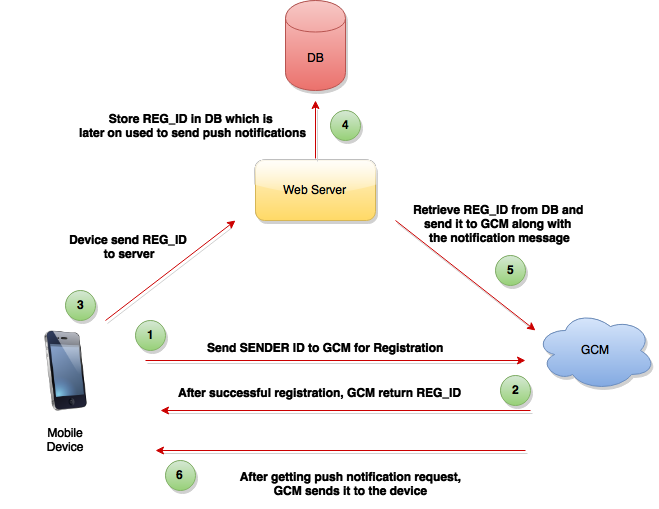 DB
Store REG_ID in DB which is
later on used to send push notifications
4
Web Server
Retrieve REG_ID from DB and
send it to GCM along with
the notification message
Device send REG_ID
to server
5
3
1
Send SENDER ID to GCM for Registration
GCM
2
After successful registration, GCM return REG_ID
Mobile
Device
6
After getting push notification request,
GCM sends it to the device